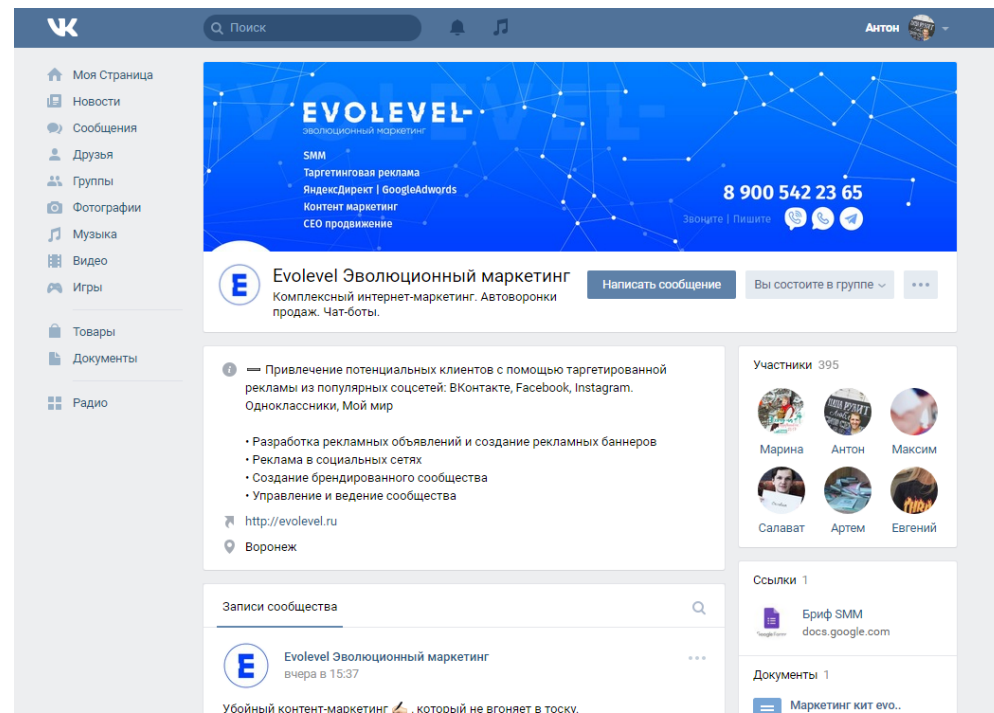 Поиск
Антон
Моя Страница
Новости
Сообщения
Друзья
Группы
Фотографии
Музыка
Видео
Игры
Товары
Документы
Радио
EVOLEVEL-
EVOLEVEL-
эволюционный маркетинг
SMM
Таргетинговая реклама
ЯндексДирект | GoogleAdwords
Контент маркетинг
СЕО продвижение
8 900 542 23 65
Звоните | Пишите
E
Evolevel Эволюционный маркетинг
Комплексный интернет-маркетинг. Автоворонки
продаж. Чат-боты.
Написать сообщение
Вы состоите в группе
Привлечение потенциальных клиентов с помощью таргетированной
рекламы из популярных соцсетей: ВКонтакте, Facebook, Instagram.
Одноклассники, Мой мир
• Разработка рекламных объявлений и создание рекламных баннеров
• Реклама в социальных сетях
• Создание брендированного сообщества
• Управление и ведение сообщества
http://evolevel.ru
Воронеж
Участники 395
Марина Антон Максим
Салават Артем Евгений
Ссылки 1
Бриф SMM
docs.google.com
Документы 1
Маркетинг кит evo..
Записи сообщества
E
Evolevel Эволюционный маркетинг
вчера в 15:37
Убойный контент-маркетинг ✍, который не вгоняет в тоску.